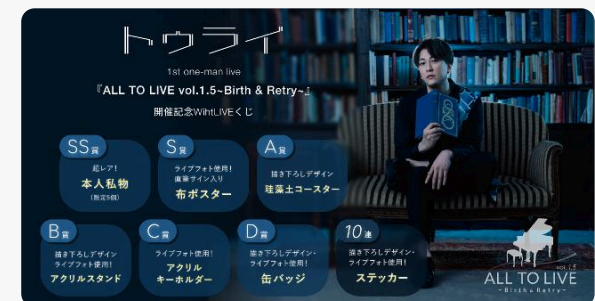 トゥライ
1st one-man live
『ALL TO LIVE vol.1.5~Birth & Retry~』
開催記念WihtLIVEくじ
SS賞
超レア!
本人私物
(限定5個)
S賞
ライブフォト使用!
直筆サイン入り
布ポスター
A賞
描き下ろしデザイン
珪藻土コースター
B賞
描き下ろしデザイン
ライブフォト使用!
アクリルスタンド
C賞
ライブフォト使用!
アクリル
キーホルダー
D賞
描き下ろしデザイン・
ライブフォト使用!
缶バッジ
10連
描き下ろしデザイン・
ライブフォト使用!
ステッカー
vol.1.5
ALL TO LIVE
~Birth & Retry~